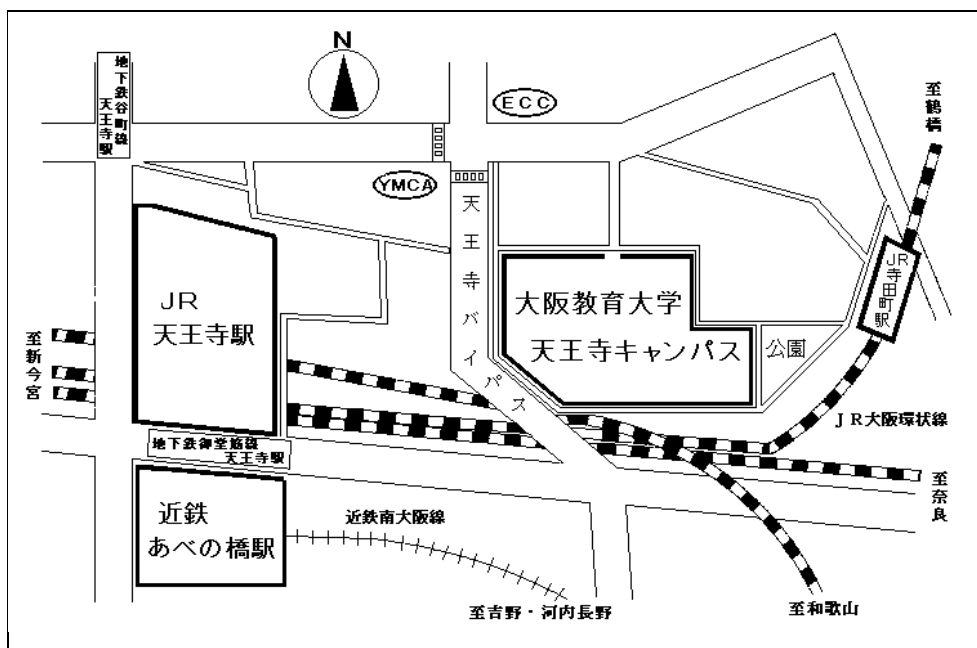 N
地下鉄谷町線
天王寺駅
ECC
至鶴橋
YMCA
天王寺バイパス
JR
天王寺駅
大阪教育大学
天王寺キャンパス
公園
JR寺田町駅
至新今宮
JR大阪環状線
地下鉄御堂筋線
天王寺駅
至奈良
近鉄
あべの橋駅
近鉄南大阪線
至吉野・河内長野
至和歌山